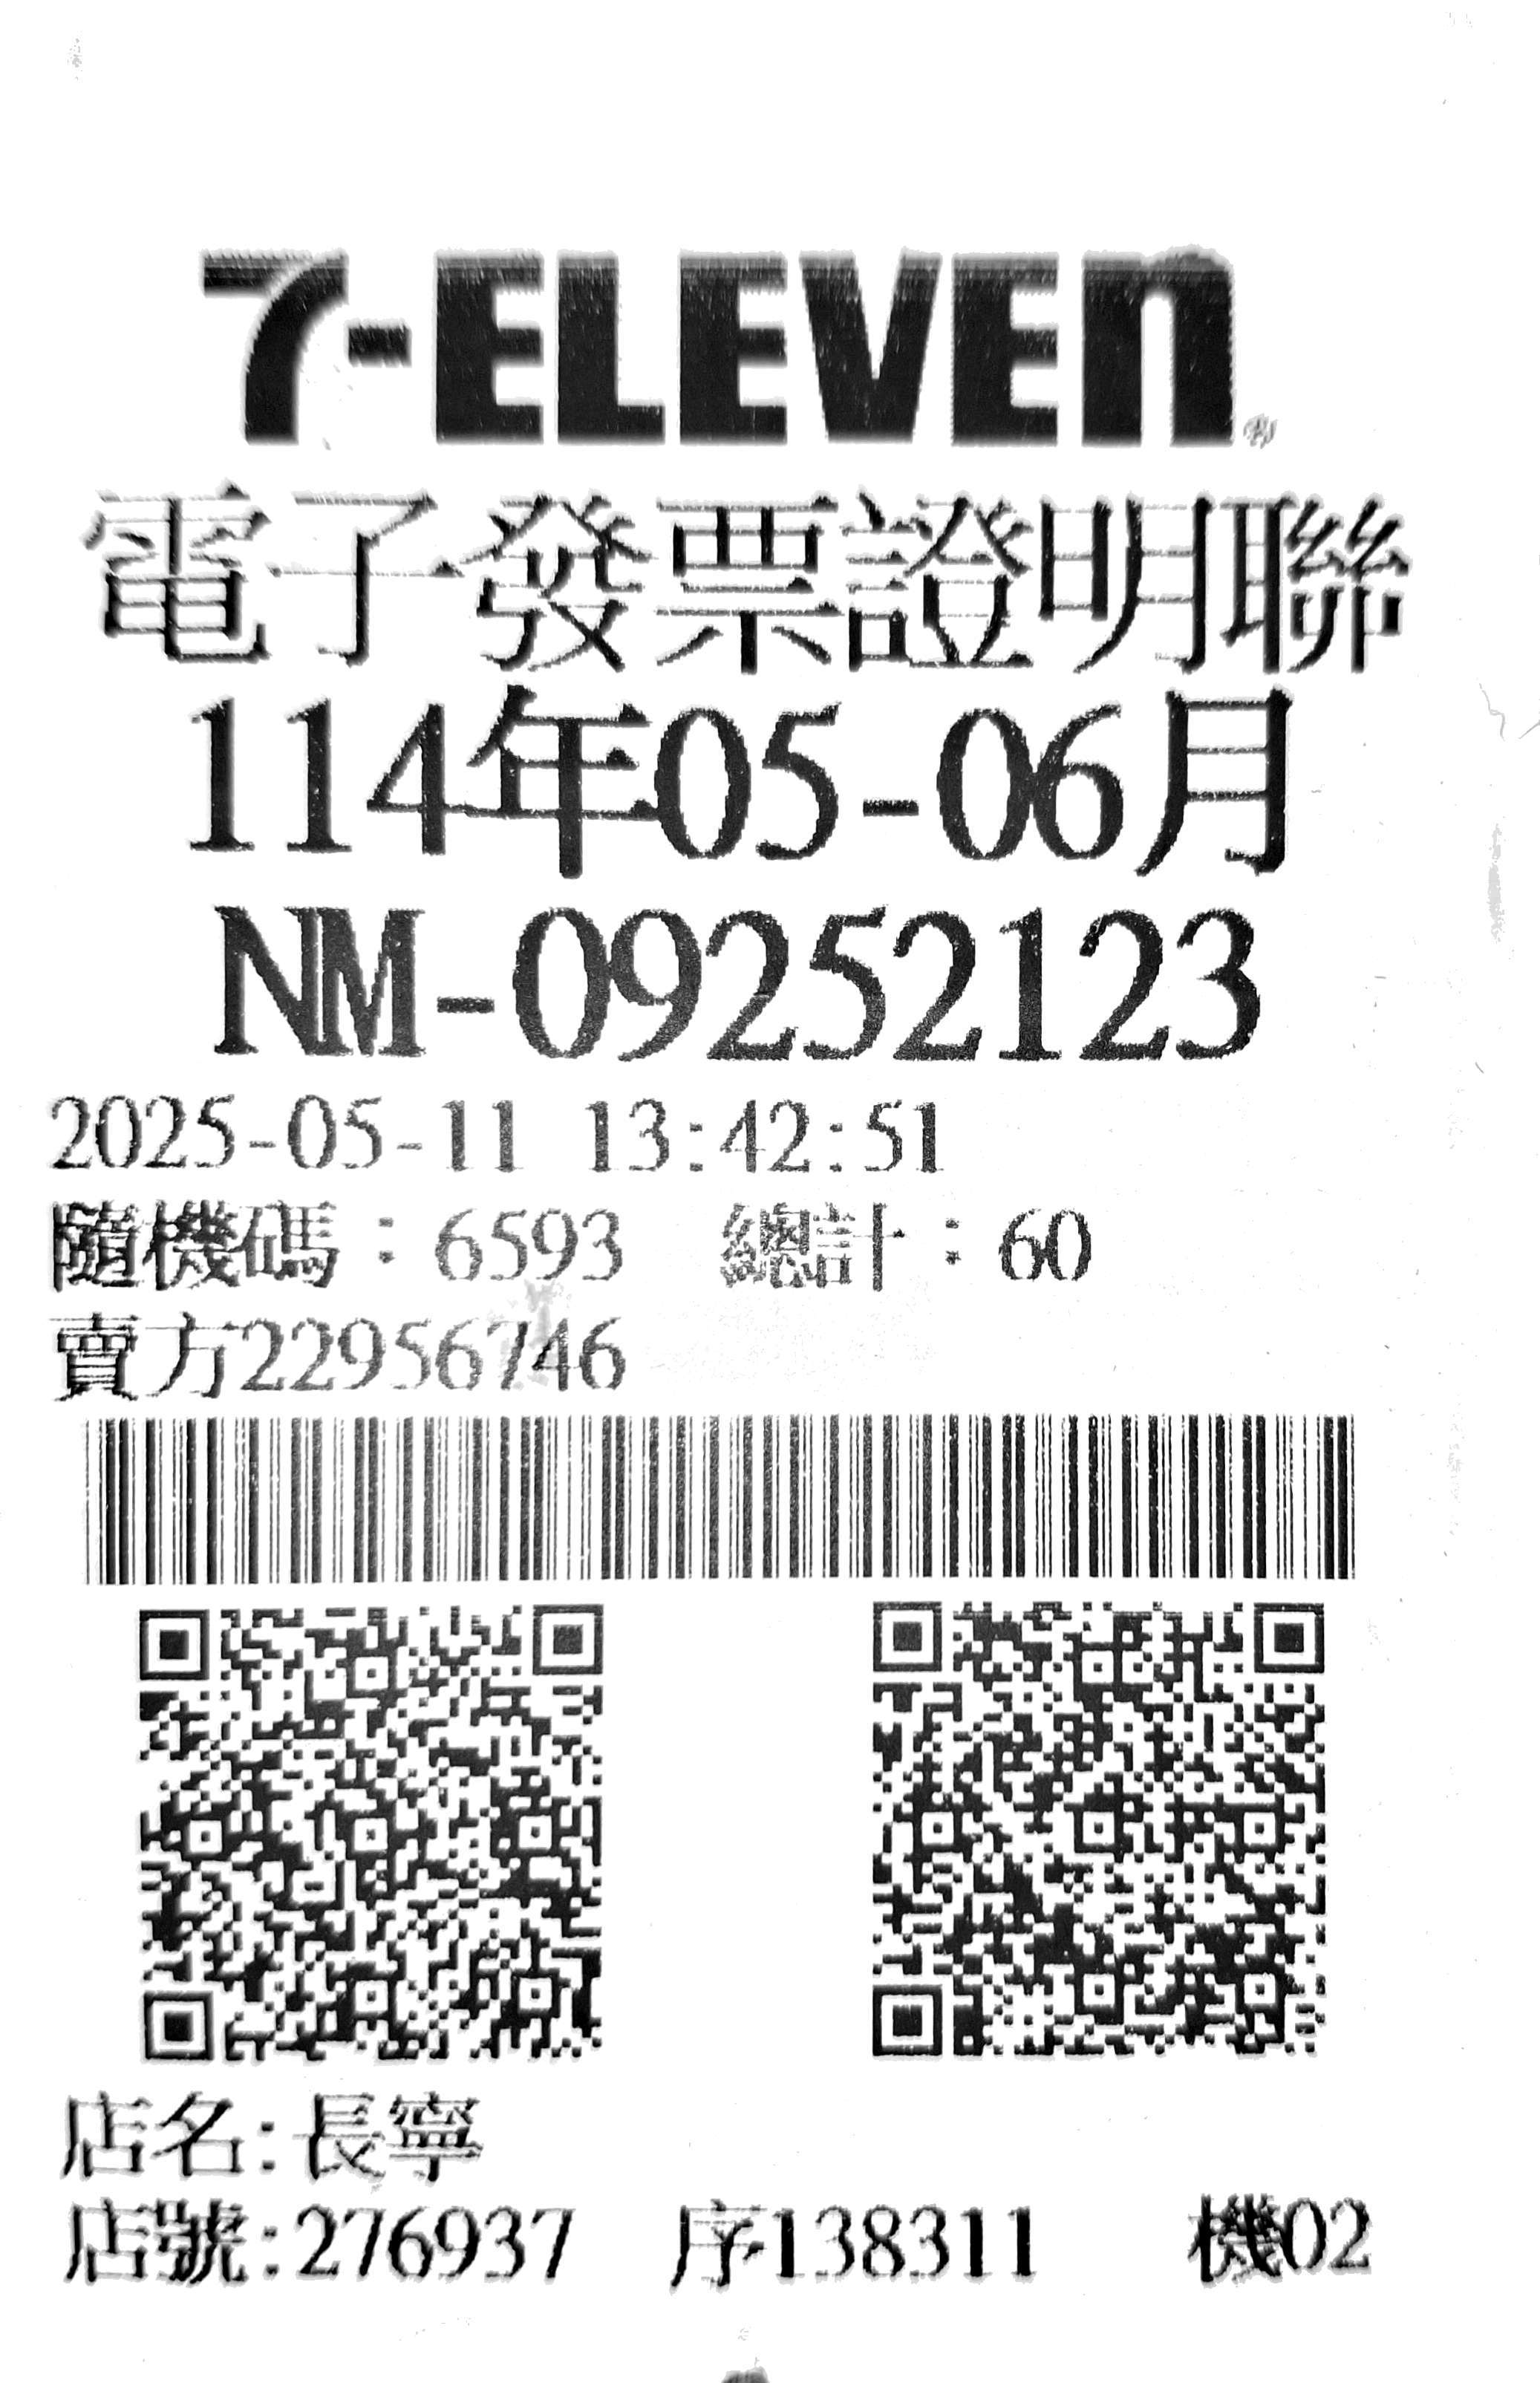 7-ELEVEN®
電子發票證明聯
114年05-06月
NM-09252123
2025-05-11 13:42:51
隨機碼：6593 總計：60
賣方22956746
店名:長寧
店號:276937 序138311 機02